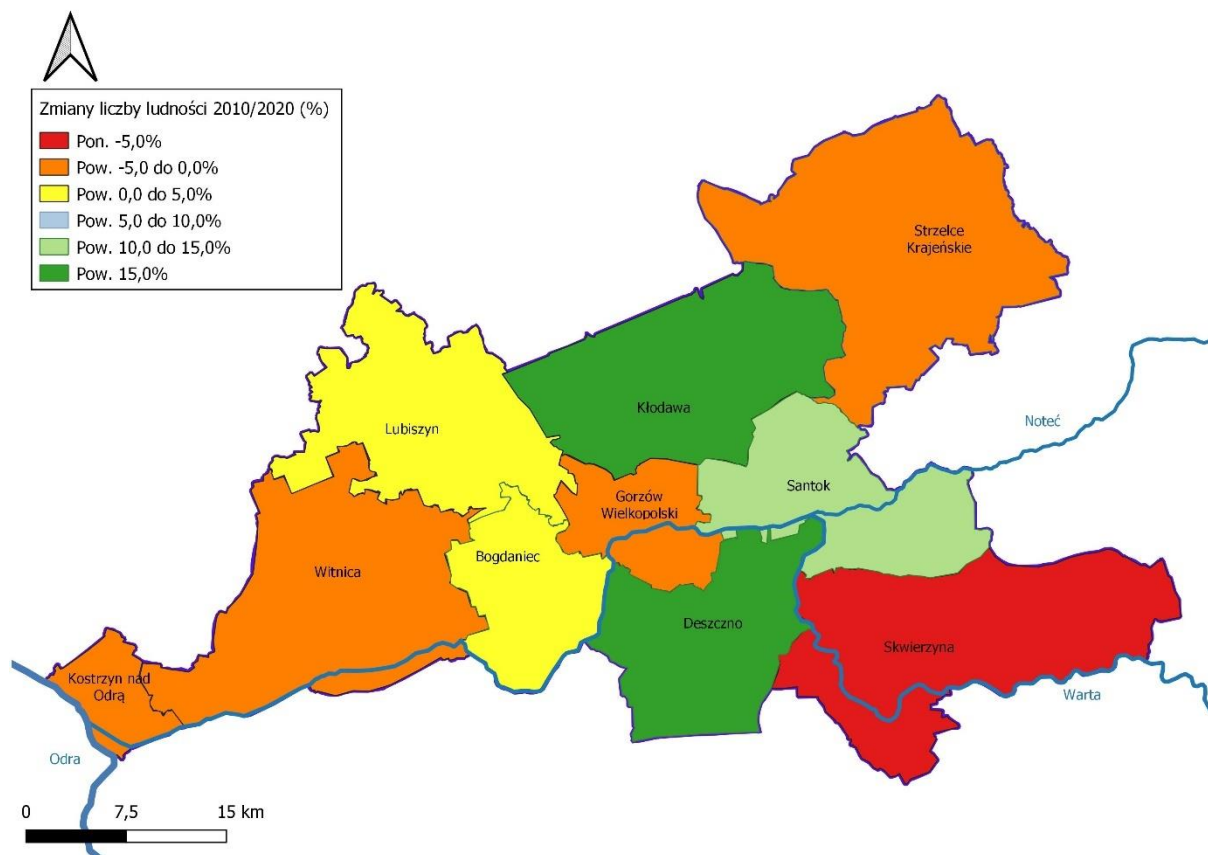 Zmiany liczby ludności 2010/2020 (%)
Pon. -5,0%
Pow. -5,0 do 0,0%
Pow. 0,0 do 5,0%
Pow. 5,0 do 10,0%
Pow. 10,0 do 15,0%
Pow. 15,0%
Strzelce
Krajeńskie
Kłodawa
Noteć
Lubiszyn
Santok
Gorzów
Wielkopolski
Bogdaniec
Witnica
Deszczno
Skwierzyna
Kostrzyn nad
Odrą
Warta
Odra
0 7,5 15 km